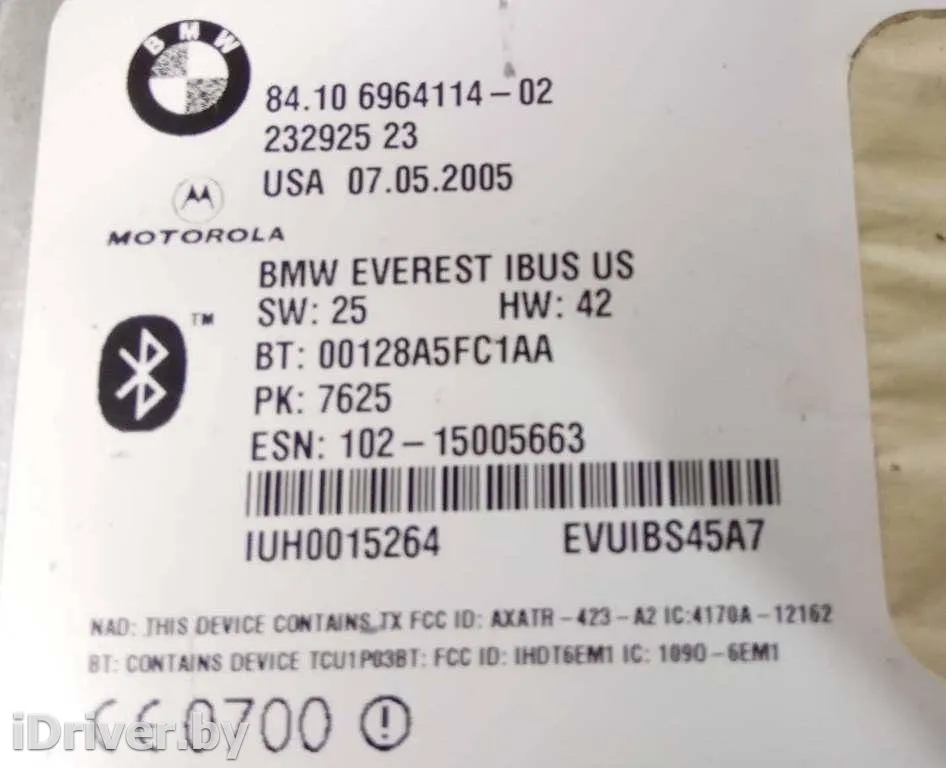 BMW
84.10 6964114-02
232925 23
USA 07.05.2005
MOTOROLA
BMW EVEREST IBUS US
SW: 25 HW: 42
TM
BT: 00128A5FC1AA
PK: 7625
ESN: 102-15005663
IUH0015264 EVUIBS45A7
NAD: THIS DEVICE CONTAINS TX FCC ID: AXATR-423-A2 IC:4170A-12162
BT: CONTAINS DEVICE TCU1P03BT: FCC ID: IHDT6EM1 IC: 1090-6EM1
CE0700
iDriver.by